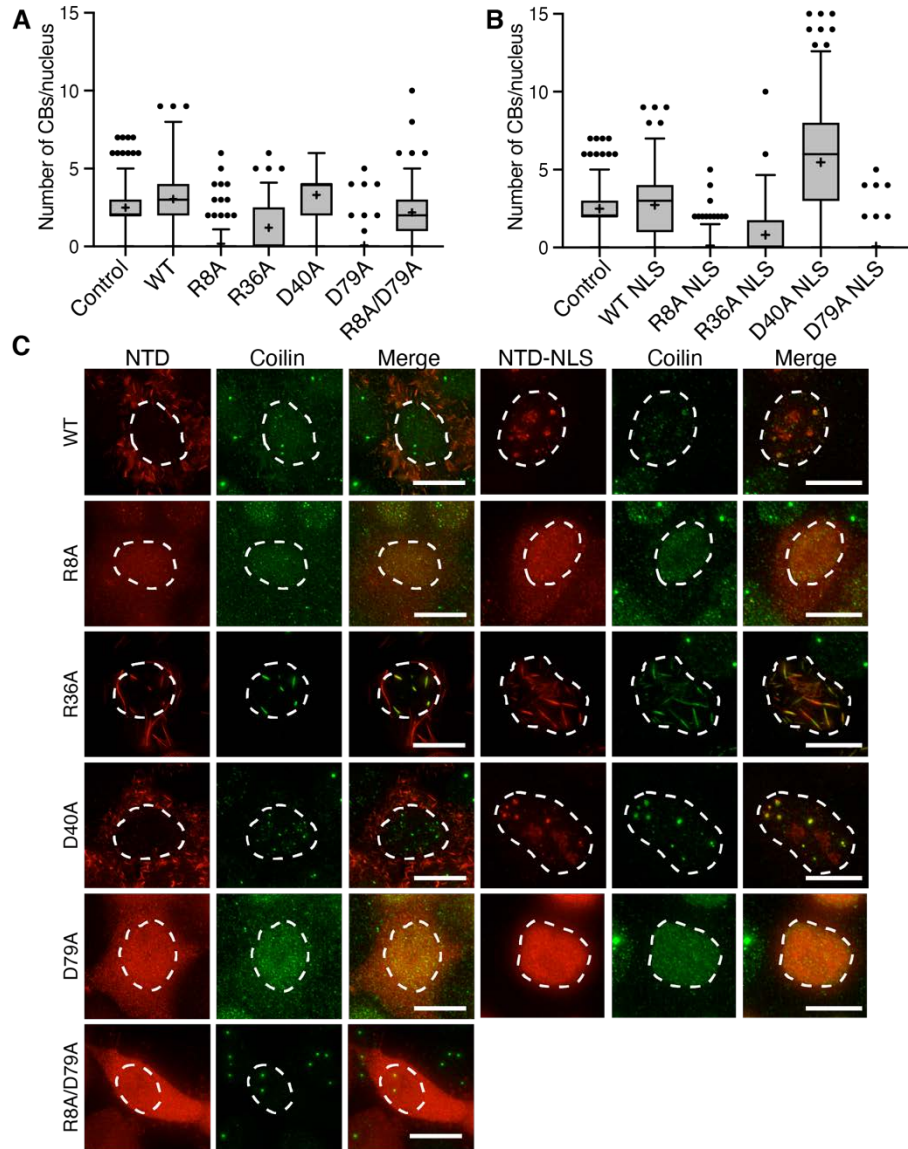 A
Number of CBs/nucleus
15
10
5
0
Control
WT
R8A
R36A
D40A
D79A
R8A/D79A
B
Number of CBs/nucleus
15
10
5
0
Control
WT NLS
R8A NLS
R36A NLS
D40A NLS
D79A NLS
C
NTD Coilin Merge NTD-NLS Coilin Merge
WT
R8A
R36A
D40A
D79A
R8A/D79A